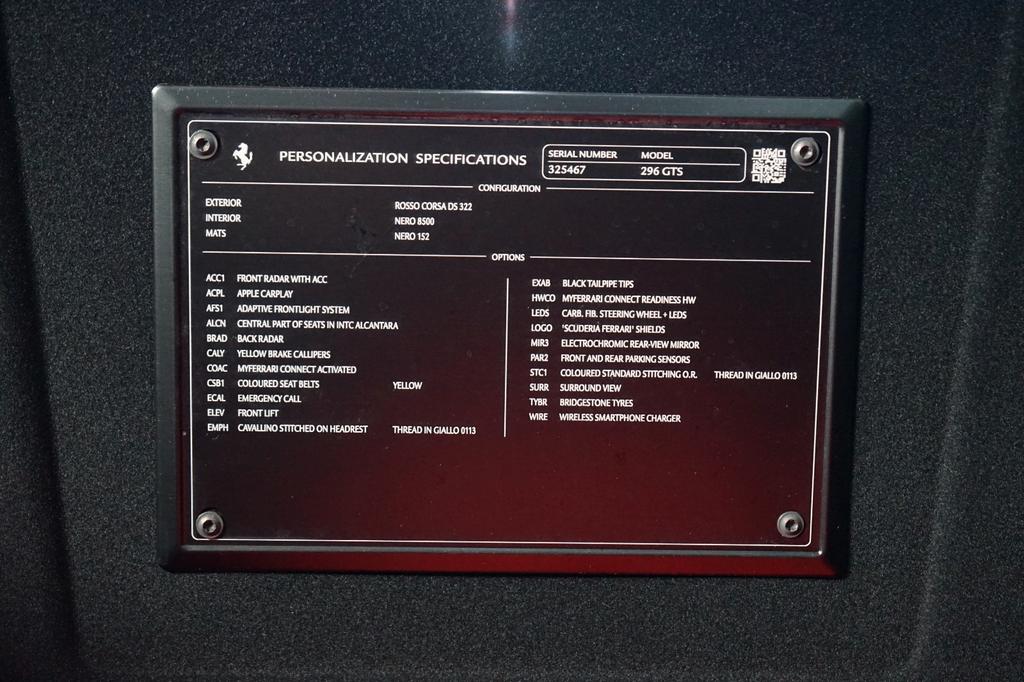 PERSONALIZATION SPECIFICATIONS
SERIAL NUMBER MODEL
325467 296 GTS
CONFIGURATION
EXTERIOR ROSSO CORSA DS 322
INTERIOR NERO 8500
MATS NERO 152
OPTIONS
ACC1 FRONT RADAR WITH ACC
ACPL APPLE CARPLAY
AFS1 ADAPTIVE FRONTLIGHT SYSTEM
ALCN CENTRAL PART OF SEATS IN INTC ALCANTARA
BRAD BACK RADAR
CALY YELLOW BRAKE CALLIPERS
COAC MYFERRARI CONNECT ACTIVATED
CSB1 COLOURED SEAT BELTS YELLOW
ECAL EMERGENCY CALL
ELEV FRONT LIFT
EMPH CAVALLINO STITCHED ON HEADREST THREAD IN GIALLO 0113
EXAB BLACK TAILPIPE TIPS
HWCO MYFERRARI CONNECT READINESS HW
LEDS CARB. FIB. STEERING WHEEL + LEDS
LOGO 'SCUDERIA FERRARI' SHIELDS
MIR3 ELECTROCHROMIC REAR-VIEW MIRROR
PAR2 FRONT AND REAR PARKING SENSORS
STC1 COLOURED STANDARD STITCHING O.R. THREAD IN GIALLO 0113
SURR SURROUND VIEW
TYBR BRIDGESTONE TYRES
WIRE WIRELESS SMARTPHONE CHARGER